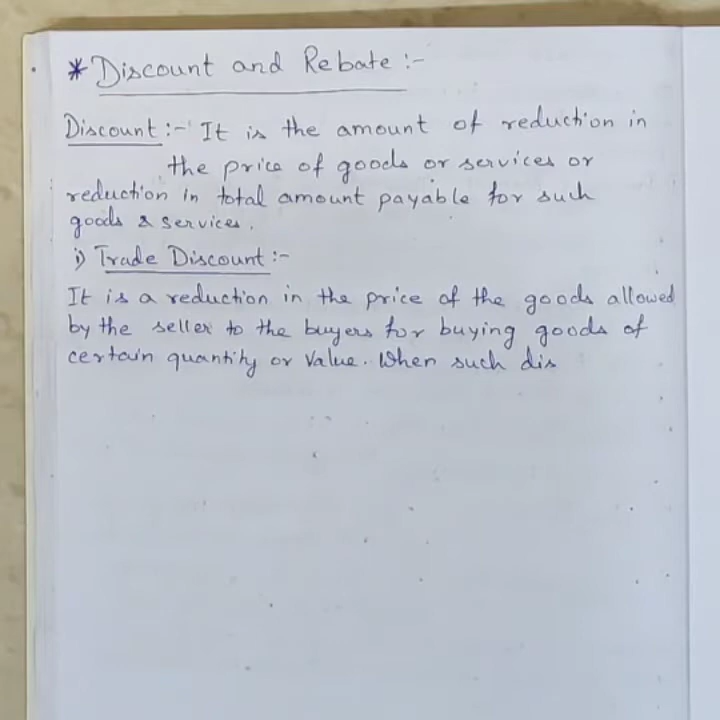 * Discount and Rebate :-
Discount :- It is the amount of reduction in
the price of goods or services or
reduction in total amount payable for such
goods & services.
i) Trade Discount :-
It is a reduction in the price of the goods allowed
by the seller to the buyers for buying goods of
certain quantity or value. When such dis